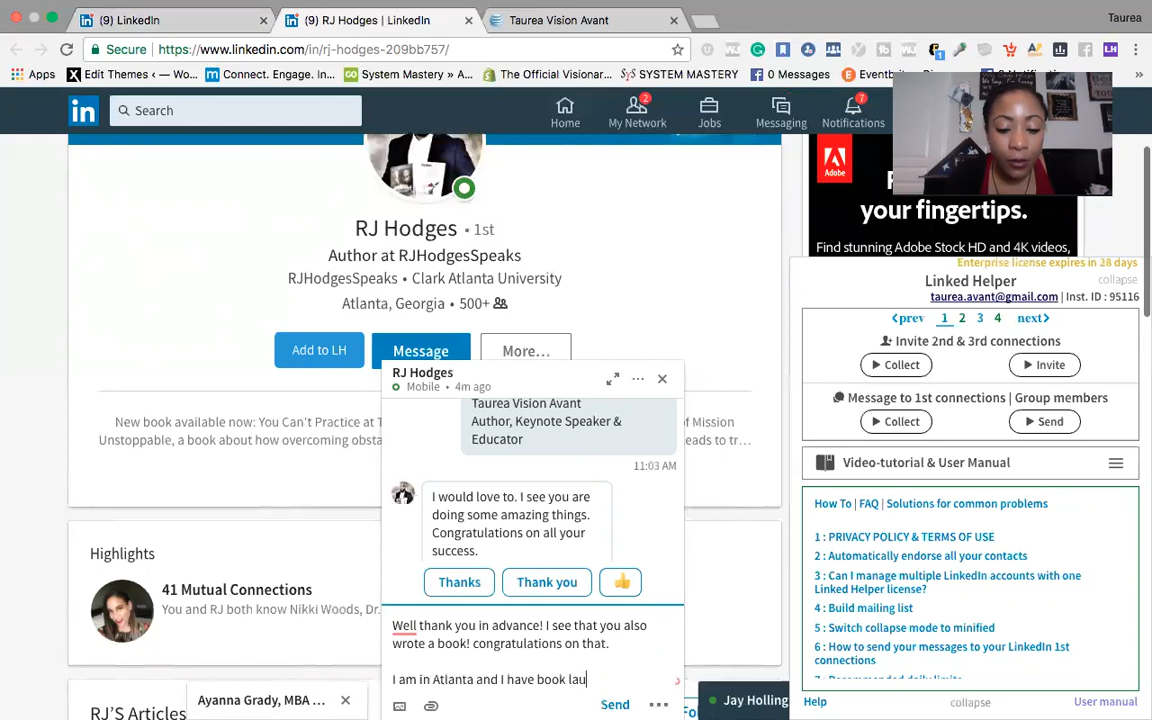 (9) LinkedIn
(9) RJ Hodges | LinkedIn
Taurea Vision Avant
Taurea
Secure
https://www.linkedin.com/in/rj-hodges-209bb757/
Apps
Edit Themes ‹ — Wo...
Connect. Engage. In...
System Mastery » A...
The Official Visionar...
SYSTEM MASTERY
0 Messages
Eventbri
in
Search
Home
2
My Network
Jobs
Messaging
7
Notifications
RJ Hodges • 1st
Author at RJHodgesSpeaks
RJHodgesSpeaks • Clark Atlanta University
Atlanta, Georgia • 500+
Add to LH
Message
More...
New book available now: You Can't Practice at T
of Mission
Unstoppable, a book about how overcoming obsta
eads to tr...
Highlights
41 Mutual Connections
You and RJ both know Nikki Woods, Dr.
RJ'S Articles
Ayanna Grady, MBA ...
RJ Hodges
Mobile • 4m ago
Taurea Vision Avant
Author, Keynote Speaker &
Educator
11:03 AM
I would love to. I see you are
doing some amazing things.
Congratulations on all your
success.
Thanks
Thank you
Well thank you in advance! I see that you also
wrote a book! congratulations on that.
I am in Atlanta and I have book lau
Send
Jay Holling
Adobe
your fingertips.
Find stunning Adobe Stock HD and 4K videos,
Enterprise license expires in 28 days
collapse
Linked Helper
taurea.avant@gmail.com | Inst. ID : 95116
prev 1 2 3 4 next
Invite 2nd & 3rd connections
Collect
Invite
Message to 1st connections | Group members
Collect
Send
Video-tutorial & User Manual
How To | FAQ | Solutions for common problems
1 : PRIVACY POLICY & TERMS OF USE
2 : Automatically endorse all your contacts
3 : Can I manage multiple LinkedIn accounts with one
Linked Helper license?
4 : Build mailing list
5 : Switch collapse mode to minified
6 : How to send your messages to your LinkedIn 1st
connections
Help
collapse
User manual